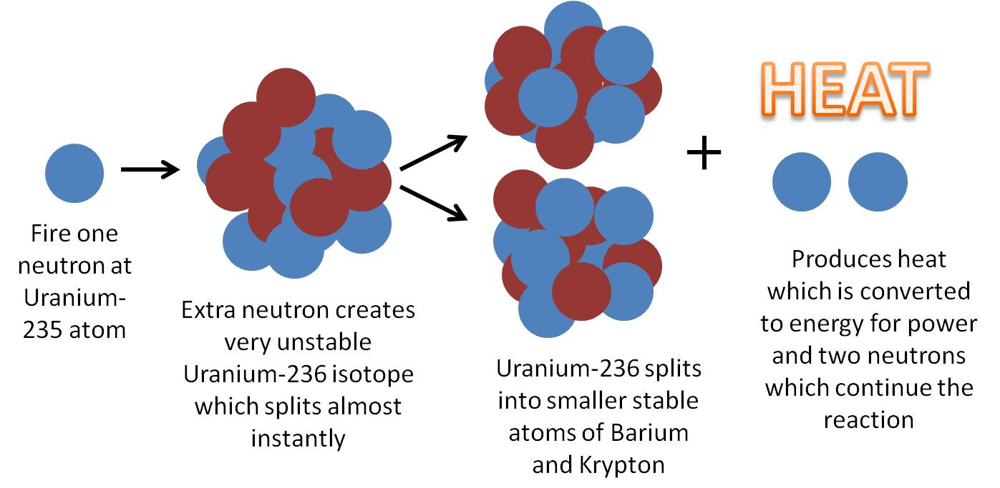 HEAT
Fire one
neutron at
Uranium-
235 atom
Extra neutron creates
very unstable
Uranium-236 isotope
which splits almost
instantly
Uranium-236 splits
into smaller stable
atoms of Barium
and Krypton
Produces heat
which is converted
to energy for power
and two neutrons
which continue the
reaction